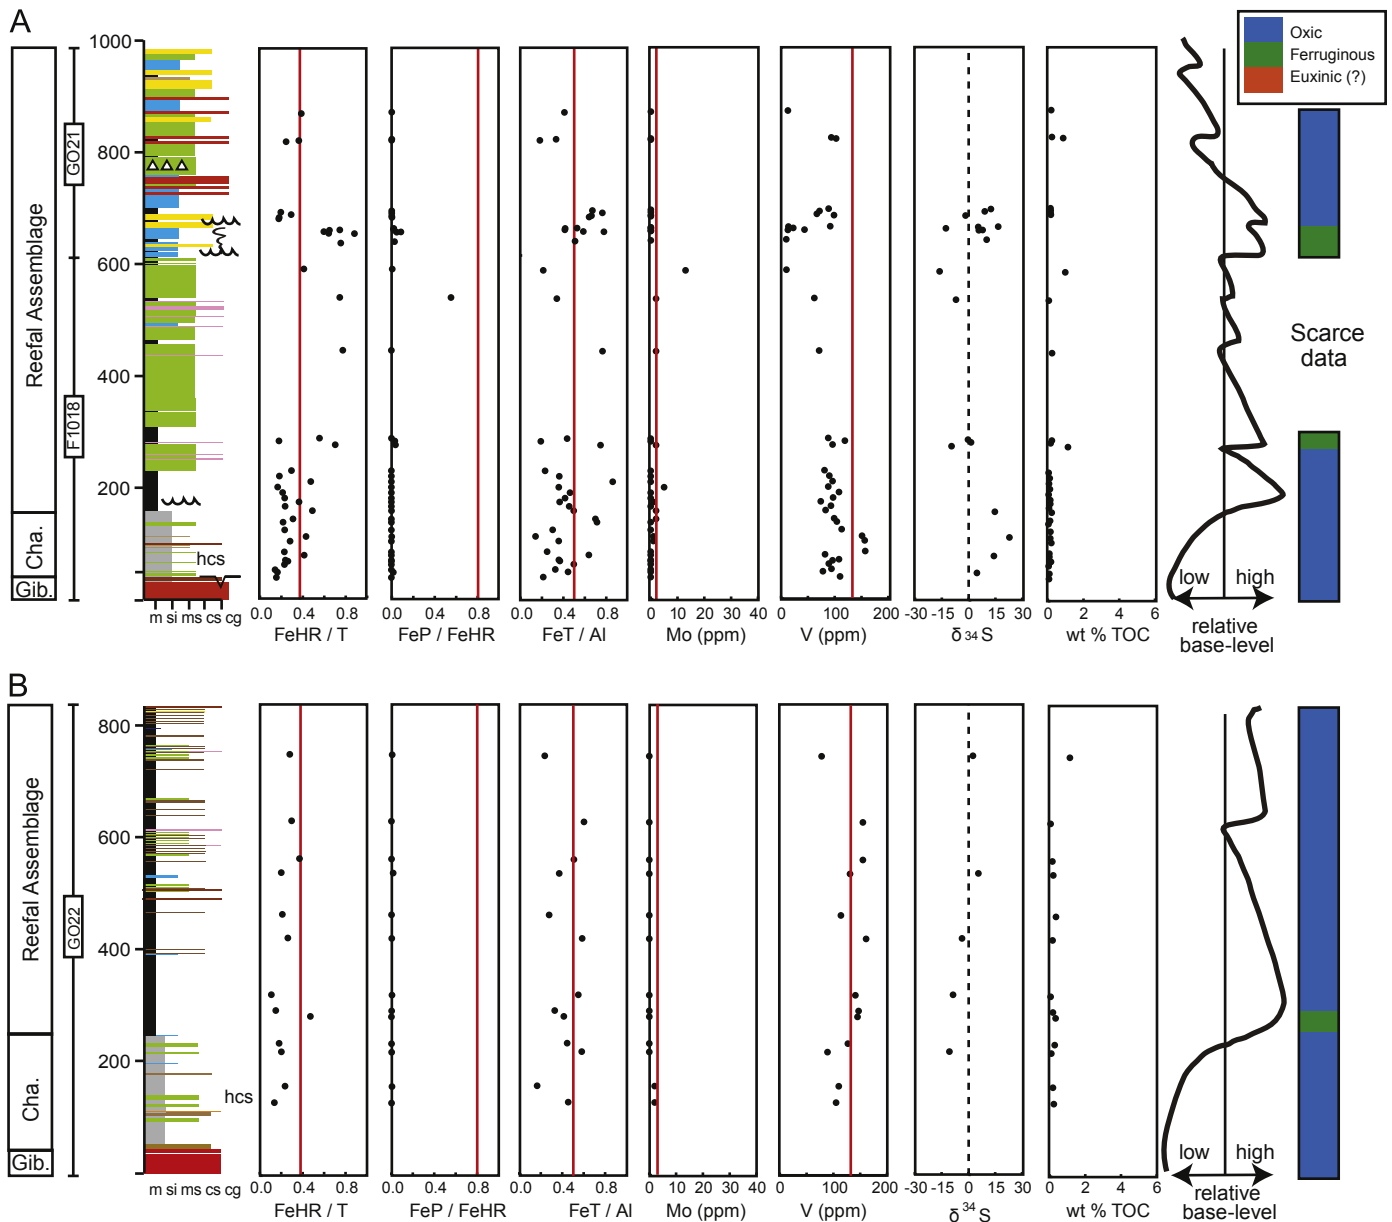 A
1000
800
600
400
200
0
Reefal Assemblage
Cha.
Gib.
GO21
F1018
hcs
m si ms cs cg
0.0 0.4 0.8
FeHR / T
0.0 0.4 0.8
FeP / FeHR
0.0 0.4 0.8
FeT / Al
0 10 20 30 40
Mo (ppm)
0 100 200
V (ppm)
-30 -15 0 15 30
δ 34 S
0 2 4 6
wt % TOC
low high
relative
base-level
Oxic
Ferruginous
Euxinic (?)
Scarce
data
B
800
600
400
200
0
Reefal Assemblage
Cha.
Gib.
GO22
hcs
m si ms cs cg
0.0 0.4 0.8
FeHR / T
0.0 0.4 0.8
FeP / FeHR
0.0 0.4 0.8
FeT / Al
0 10 20 30 40
Mo (ppm)
0 100 200
V (ppm)
-30 -15 0 15 30
δ 34 S
0 2 4 6
wt % TOC
low high
relative
base-level